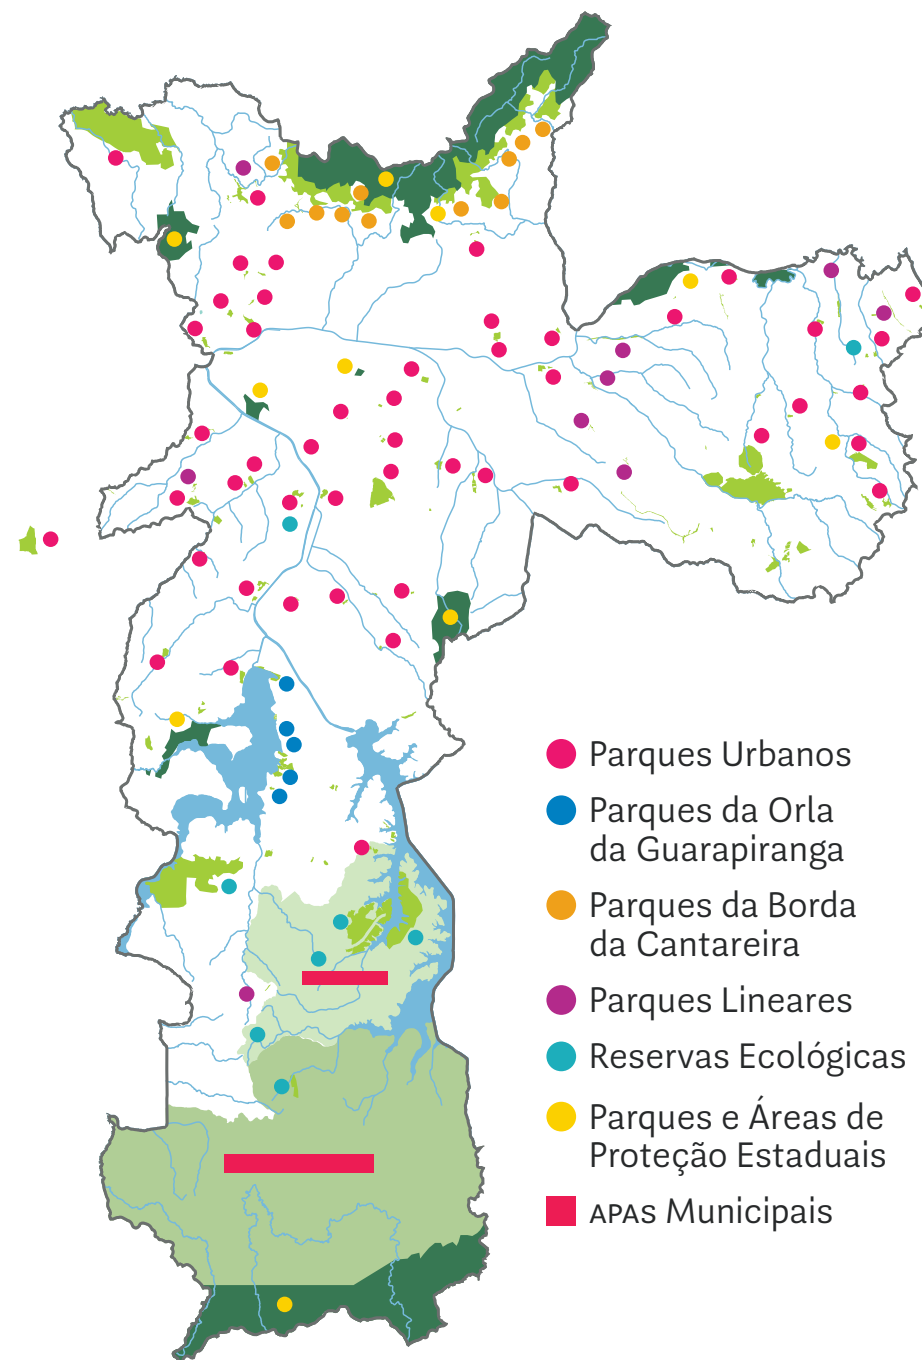 Parques Urbanos
Parques da Orla
da Guarapiranga
Parques da Borda
da Cantareira
Parques Lineares
Reservas Ecológicas
Parques e Áreas de
Proteção Estaduais
APAs Municipais